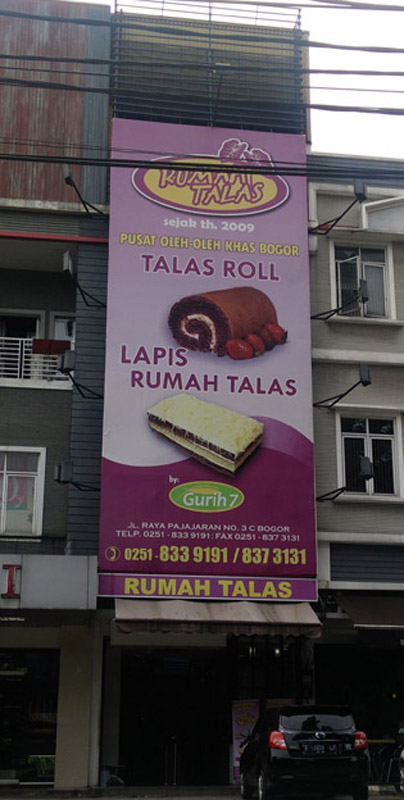 RUMAH
TALAS
sejak th. 2009
PUSAT OLEH-OLEH KHAS BOGOR
TALAS ROLL
LAPIS
RUMAH TALAS
by:
Gurih 7
JL. RAYA PAJAJARAN NO. 3 C BOGOR
TELP. 0251 - 833 9191; FAX 0251 - 837 3131
0251 - 833 9191 / 837 3131
RUMAH TALAS
I